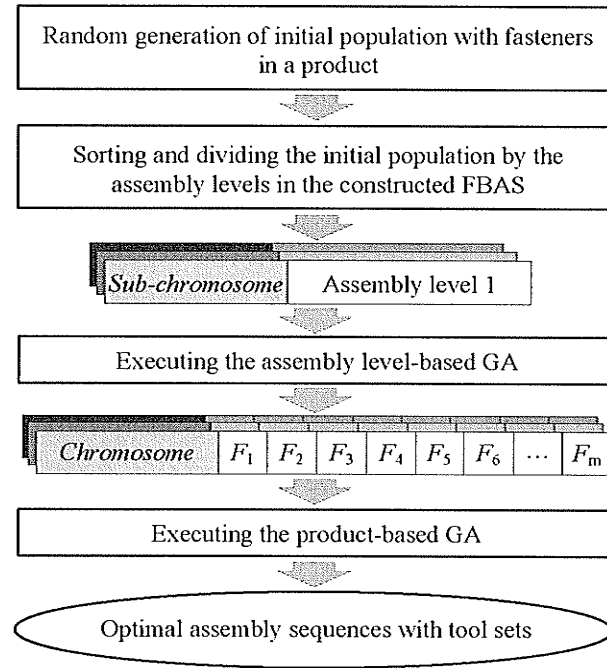 Random generation of initial population with fasteners
in a product
Sorting and dividing the initial population by the
assembly levels in the constructed FBAS
Sub-chromosome Assembly level 1
Executing the assembly level-based GA
Chromosome F1 F2 F3 F4 F5 F6 ... Fm
Executing the product-based GA
Optimal assembly sequences with tool sets